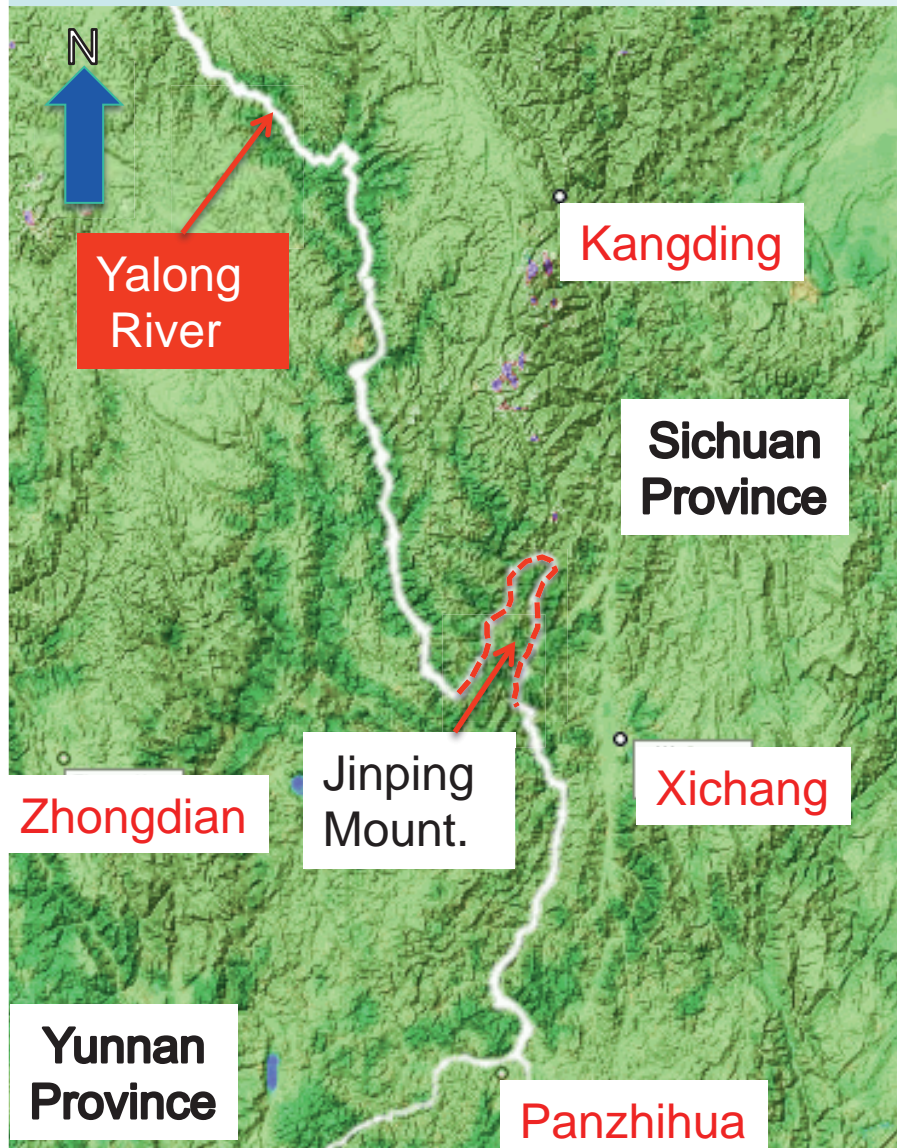 N
Kangding
Yalong
River
Sichuan
Province
Jinping
Mount.
Xichang
Zhongdian
Yunnan
Province
Panzhihua